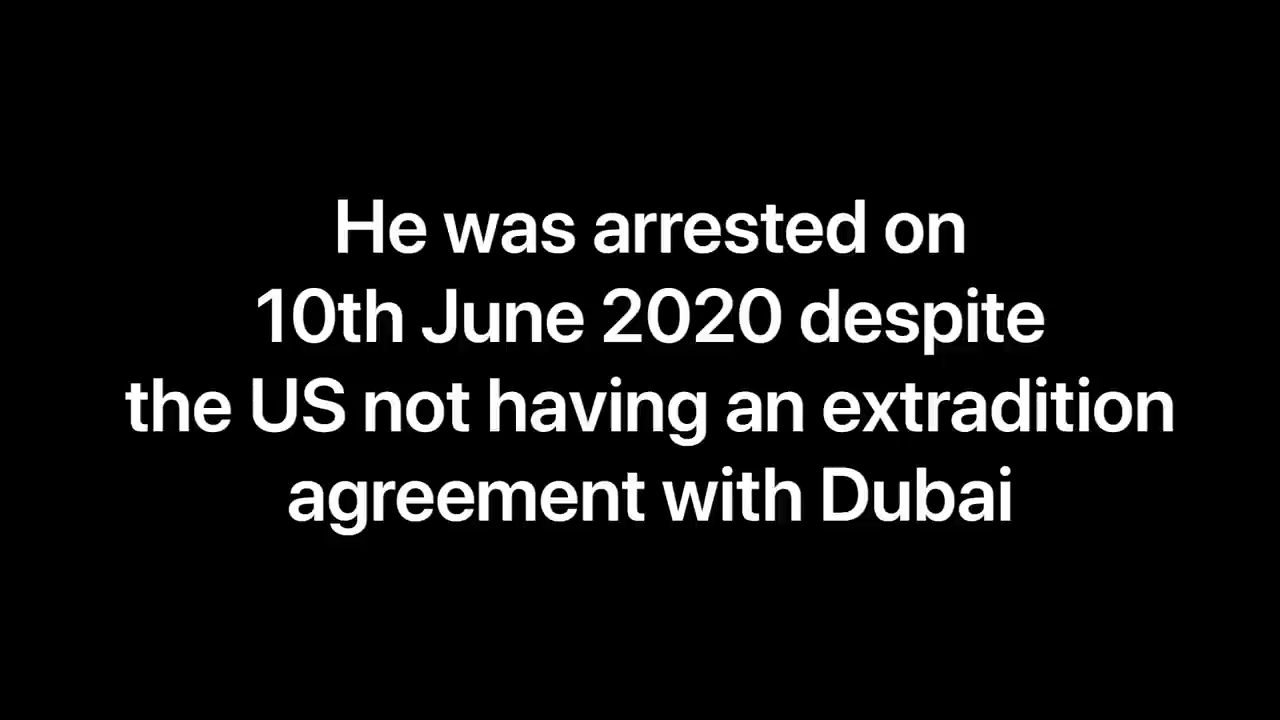 He was arrested on
10th June 2020 despite
the US not having an extradition
agreement with Dubai